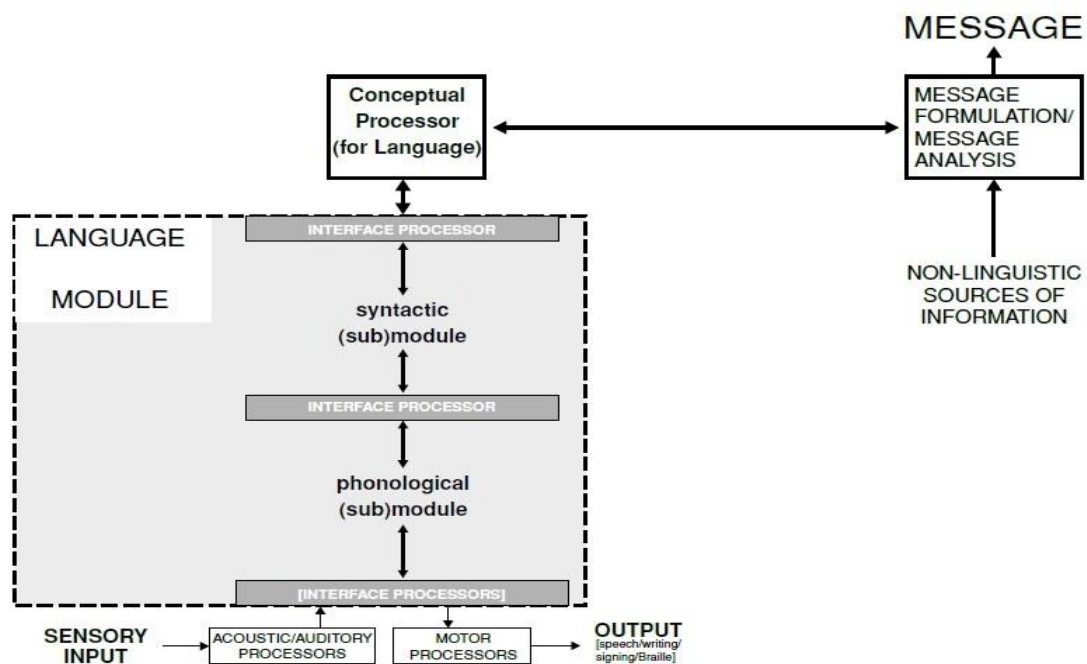 MESSAGE
Conceptual
Processor
(for Language)
MESSAGE
FORMULATION/
MESSAGE
ANALYSIS
LANGUAGE
MODULE
INTERFACE PROCESSOR
syntactic
(sub)module
NON-LINGUISTIC
SOURCES OF
INFORMATION
INTERFACE PROCESSOR
phonological
(sub)module
[INTERFACE PROCESSORS]
SENSORY
INPUT
ACOUSTIC/AUDITORY
PROCESSORS
MOTOR
PROCESSORS
OUTPUT
[speech/writing/
signing/Braille]